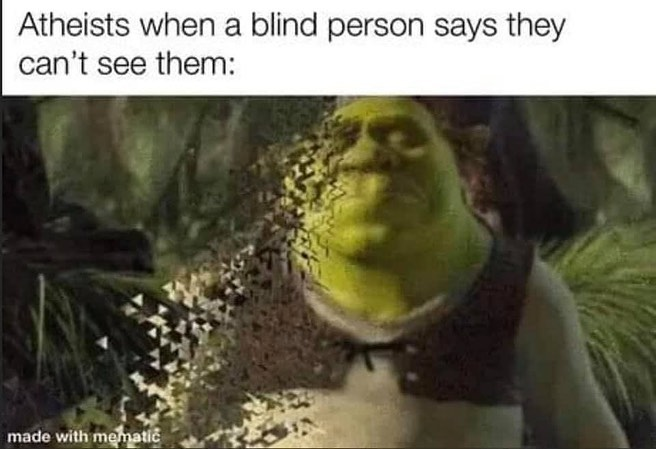 Atheists when a blind person says they
can't see them:
made with mematic